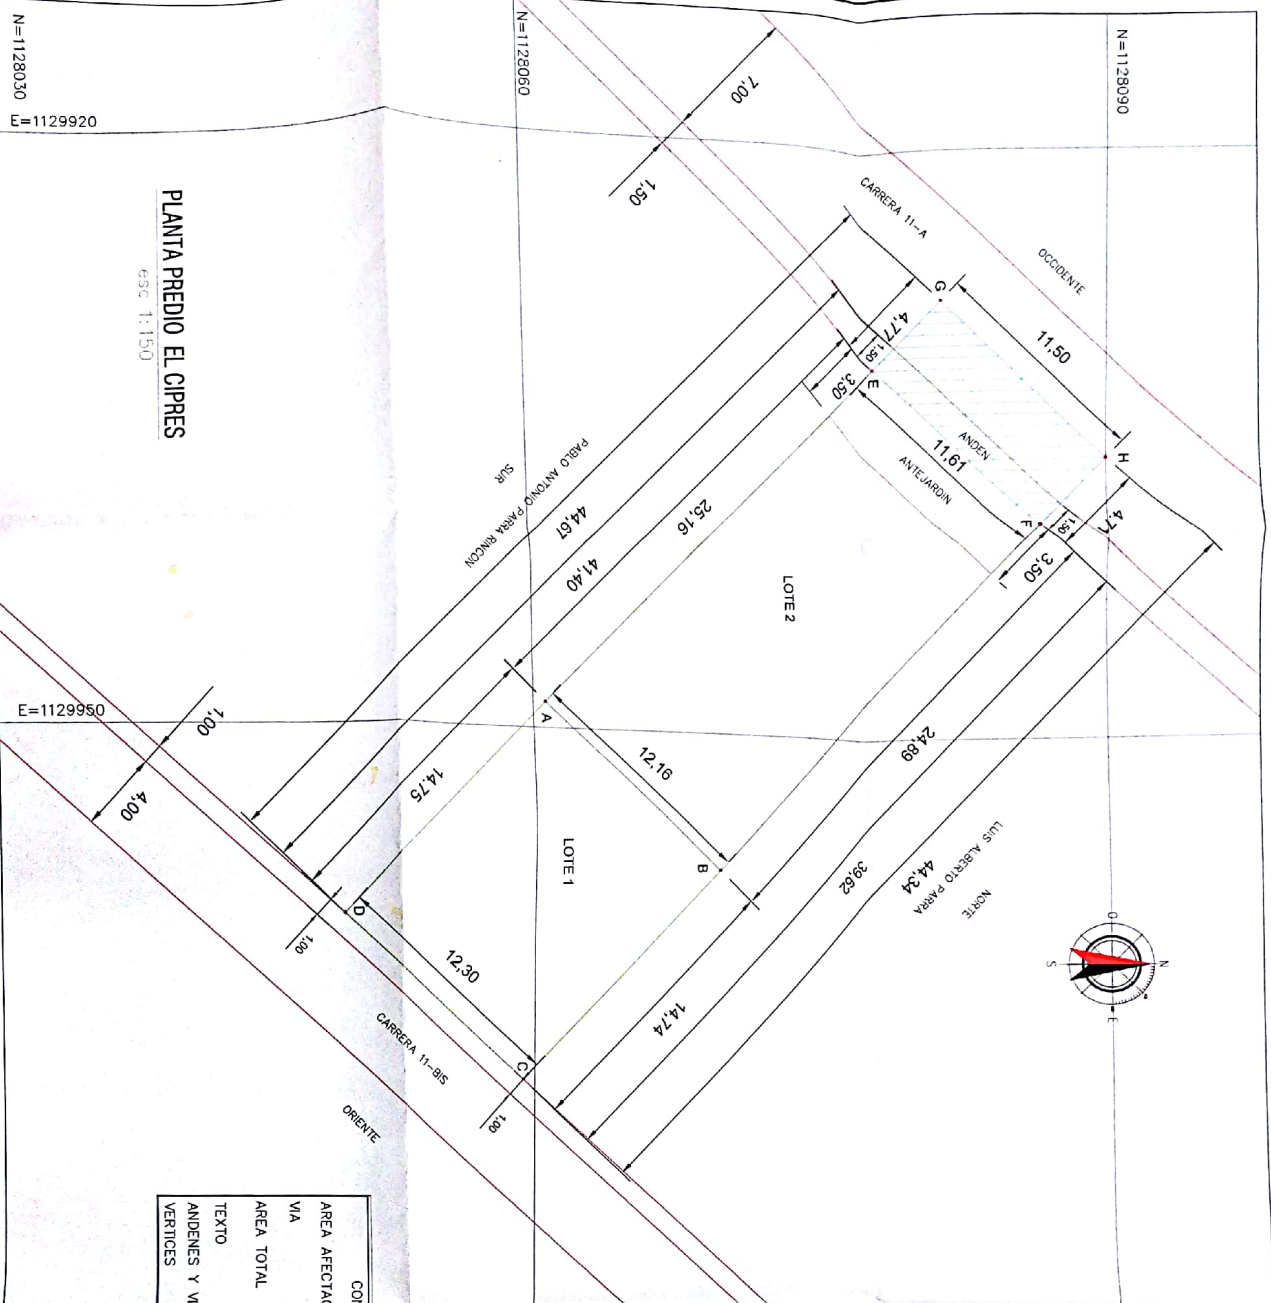 N=1128030
N=1128060
N=1128090
E=1129920
E=1129950
PLANTA PREDIO EL CIPRES
esc 1:150
7,00
1,50
CARRERA 11-A
OCCIDENTE
G
11,50
H
4,77
1,50
E
3,50
11,61
ANDEN
ANTEJARDIN
F
1,50
4,71
3,50
I
PABLO ANTONIO PARRA RINCON
SUR
44,67
41,40
25,16
LOTE 2
A
12,16
B
24,89
39,62
44,34
LUIS ALBERTO PARRA
NORTE
14,75
LOTE 1
14,74
1,00
4,00
D
1,00
12,30
C
1,00
CARRERA 11-BIS
ORIENTE
O
N
S
E
AREA AFECTA
VIA
AREA TOTAL
TEXTO
ANDENES Y
VERTICES